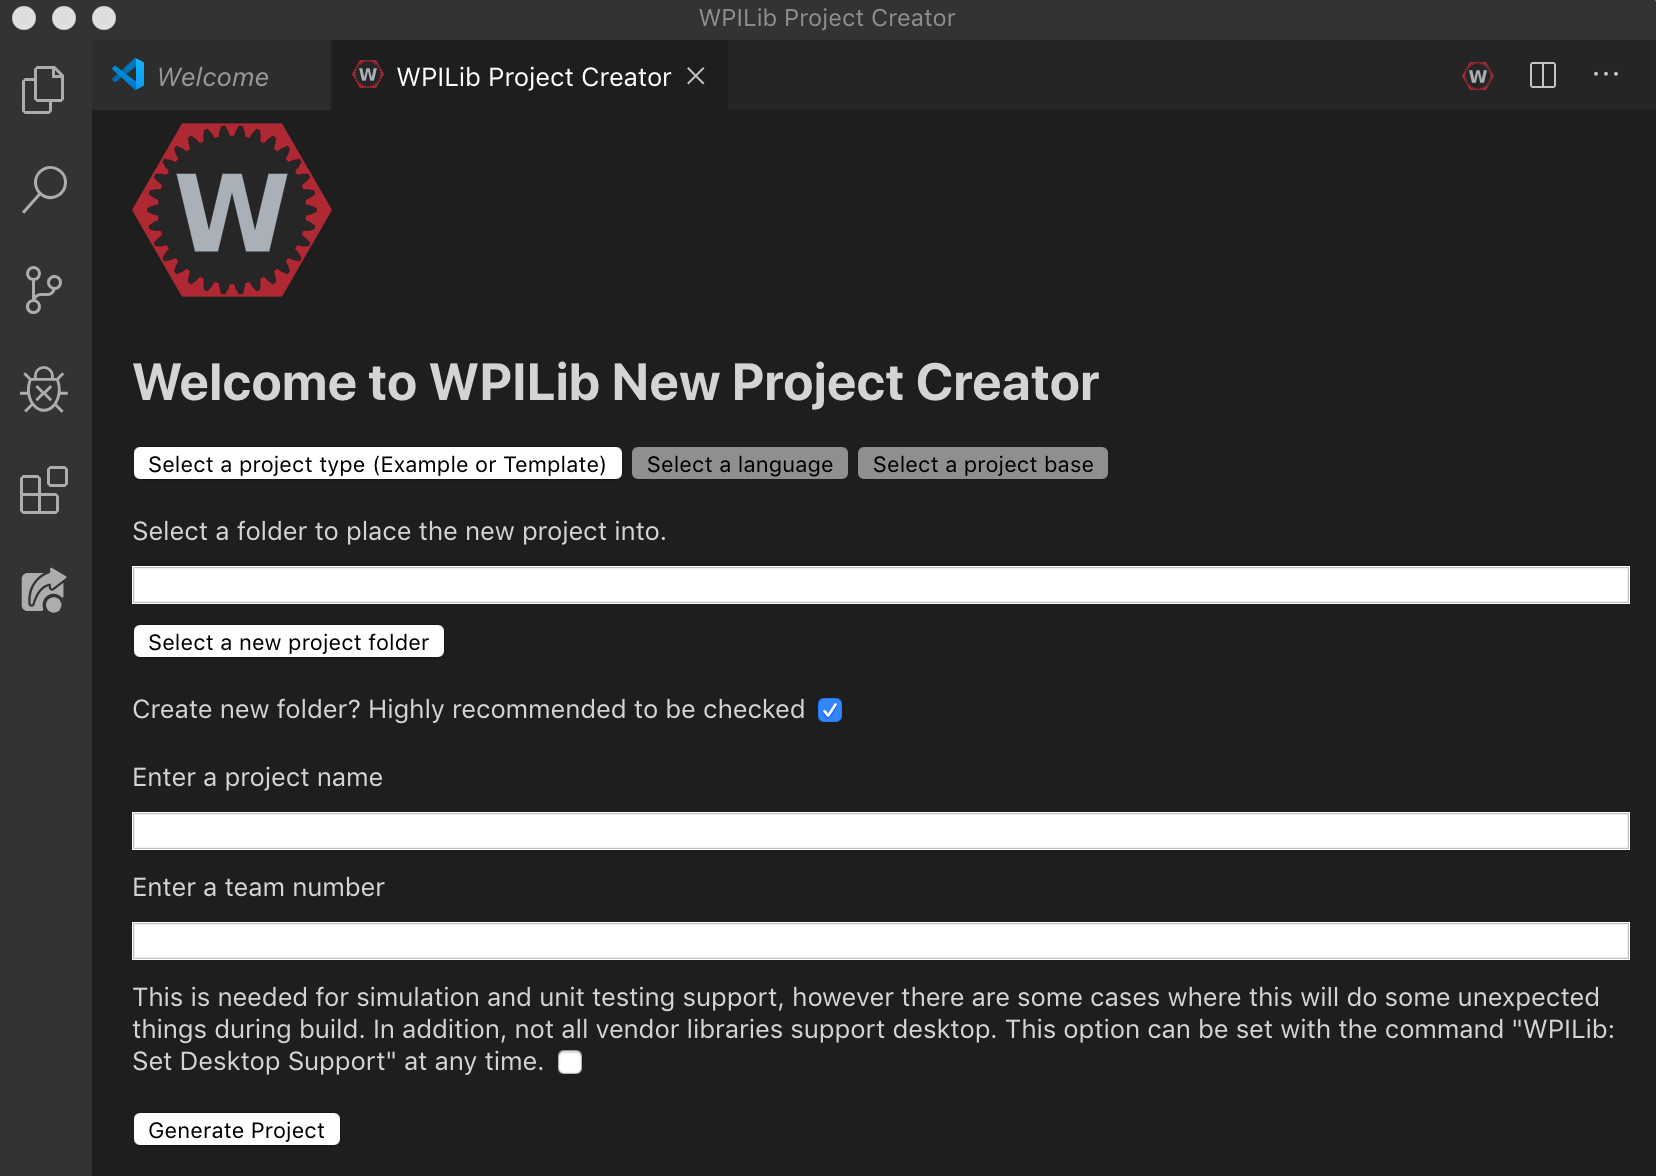 WPILib Project Creator
Welcome
W WPILib Project Creator
W
W
Welcome to WPILib New Project Creator
Select a project type (Example or Template) Select a language Select a project base
Select a folder to place the new project into.
Select a new project folder
Create new folder? Highly recommended to be checked
Enter a project name
Enter a team number
This is needed for simulation and unit testing support, however there are some cases where this will do some unexpected
things during build. In addition, not all vendor libraries support desktop. This option can be set with the command "WPILib:
Set Desktop Support" at any time.
Generate Project